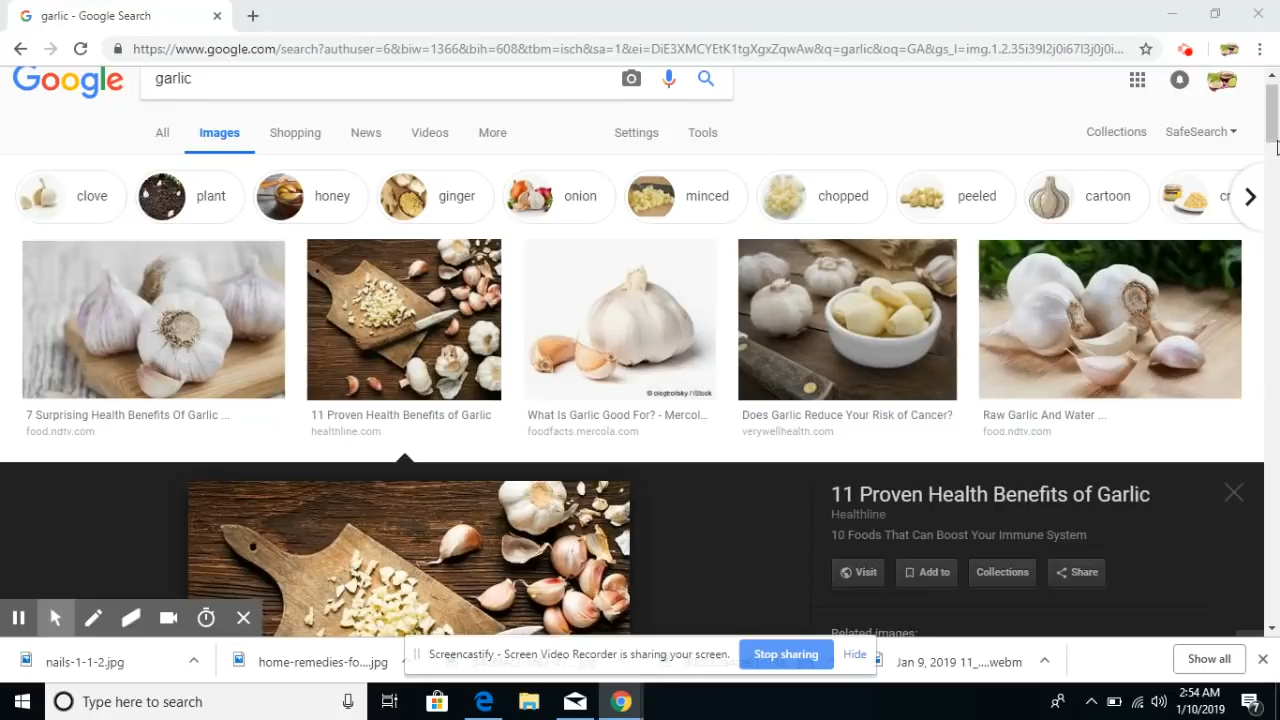 garlic - Google Search
https://www.google.com/search?authuser=6&biw=1366&bih=608&tbm=isch&sa=1&ei=DiE3XMCYEtK1tgXgxZqwAw&q=garlic&oq=GA&gs_l=img.1.2.35i39l2j0i67l3j0j0i...
Google
garlic
All Images Shopping News Videos More Settings Tools Collections SafeSearch
clove plant honey ginger onion minced chopped peeled cartoon cr
© olegtroitsky / iStock
7 Surprising Health Benefits Of Garlic ... 11 Proven Health Benefits of Garlic What Is Garlic Good For? - Mercol... Does Garlic Reduce Your Risk of Cancer? Raw Garlic And Water ...
food.ndtv.com healthline.com foodfacts.mercola.com verywellhealth.com food.ndtv.com
11 Proven Health Benefits of Garlic
Healthline
10 Foods That Can Boost Your Immune System
Visit Add to Collections Share
Related images:
Screencastify - Screen Video Recorder is sharing your screen. Stop sharing Hide
nails-1-1-2.jpg home-remedies-fo....jpg Jan 9, 2019 11_....webm Show all
Type here to search
2:54 AM
1/10/2019
7